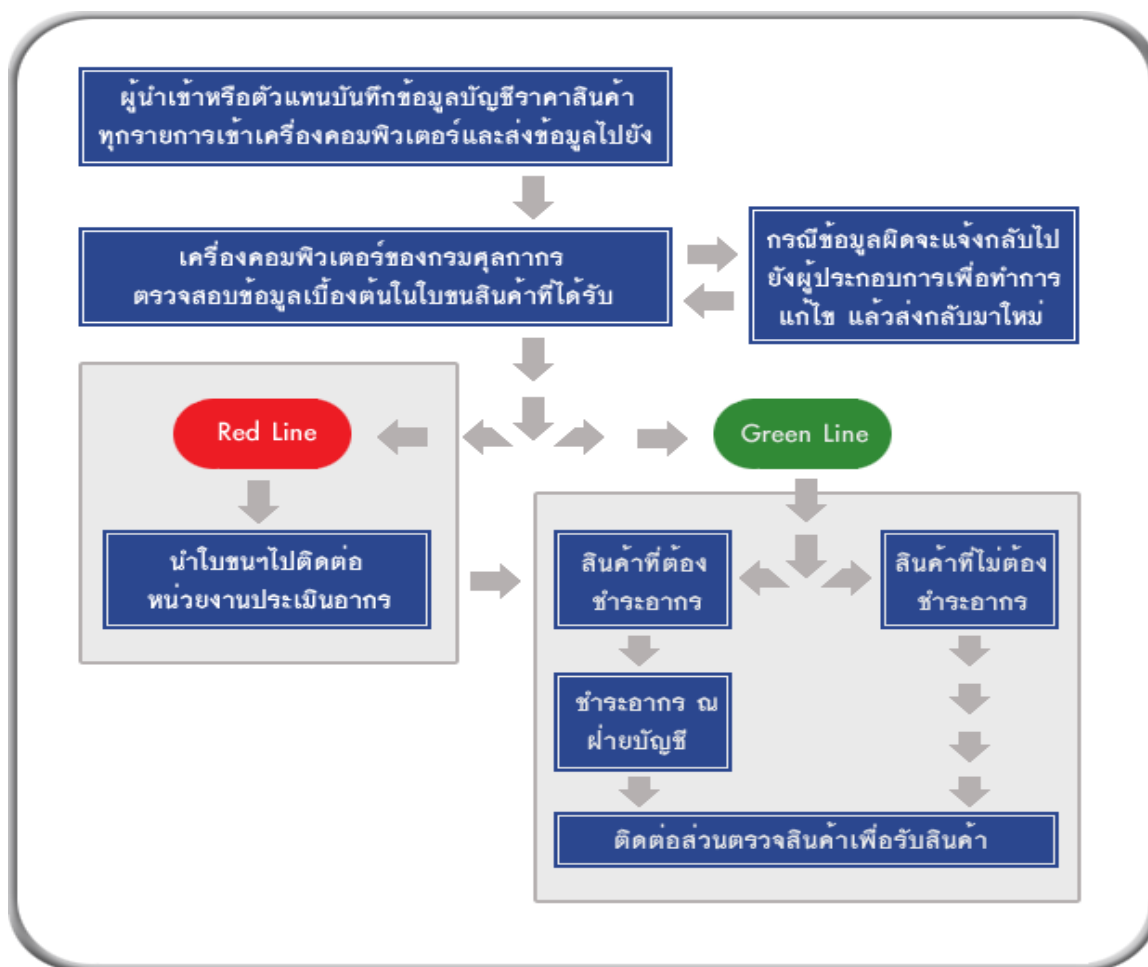 ผู้นำเข้าหรือตัวแทนบันทึกข้อมูลบัญชีราคาสินค้า
ทุกรายการเข้าเครื่องคอมพิวเตอร์และส่งข้อมูลไปยัง
เครื่องคอมพิวเตอร์ของกรมศุลกากร
ตรวจสอบข้อมูลเบื้องต้นในใบขนสินค้าที่ได้รับ
กรณีข้อมูลผิดจะแจ้งกลับไป
ยังผู้ประกอบการเพื่อทำการ
แก้ไข แล้วส่งกลับมาใหม่
Red Line
Green Line
นำใบขนฯไปติดต่อ
หน่วยงานประเมินอากร
สินค้าที่ต้อง
ชำระอากร
สินค้าที่ไม่ต้อง
ชำระอากร
ชำระอากร ณ
ฝ่ายบัญชี
ติดต่อส่วนตรวจสินค้าเพื่อรับสินค้า